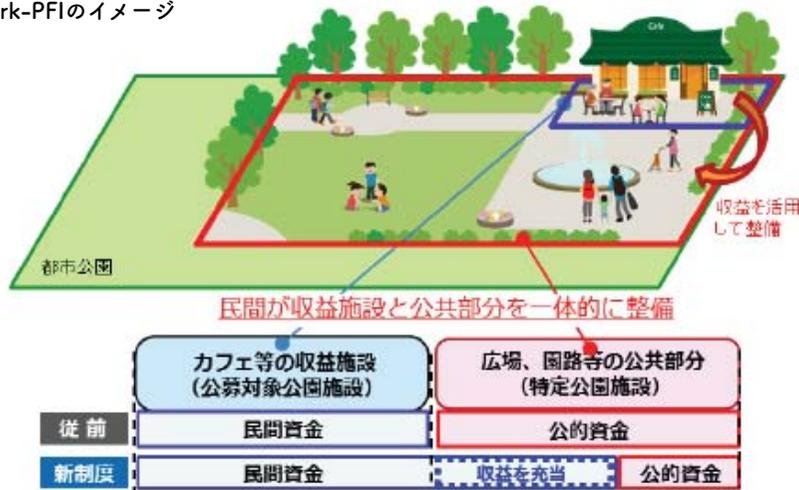 rk-PFIのイメージ
Cafe
収益を活用
して整備
都市公園
民間が収益施設と公共部分を一体的に整備
カフェ等の収益施設
（公募対象公園施設）
広場、園路等の公共部分
（特定公園施設）
従前
民間資金
公的資金
新制度
民間資金
収益を充当
公的資金